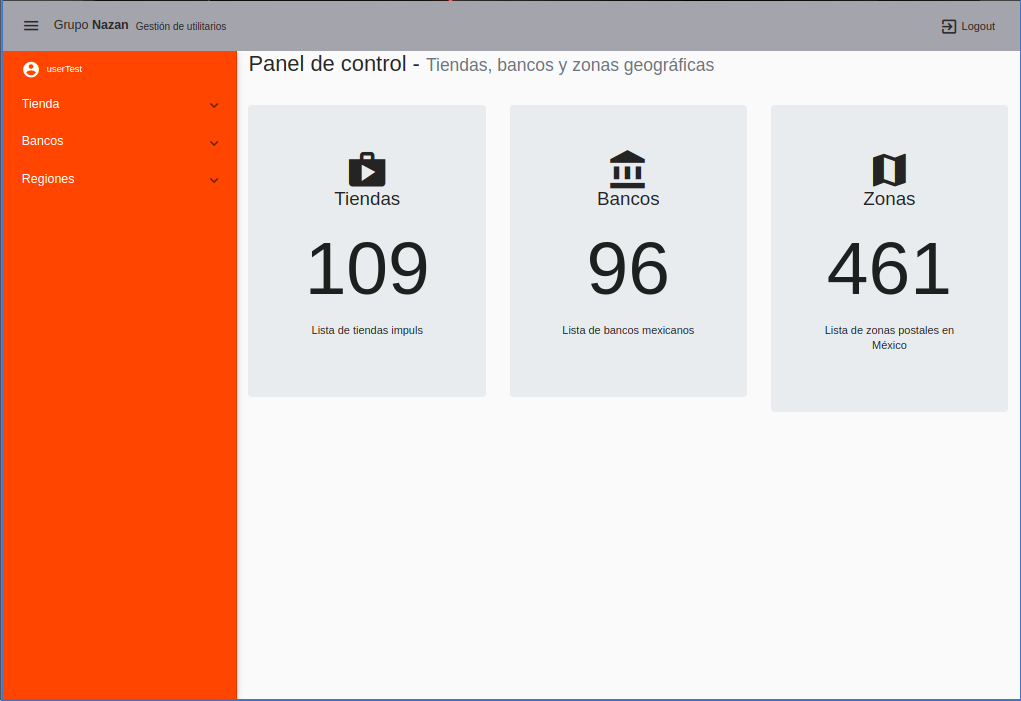 Grupo Nazan Gestión de utilitarios
Logout
userTest
Tienda
Bancos
Regiones
Panel de control - Tiendas, bancos y zonas geográficas
Tiendas
109
Lista de tiendas impuls
Bancos
96
Lista de bancos mexicanos
Zonas
461
Lista de zonas postales en
México